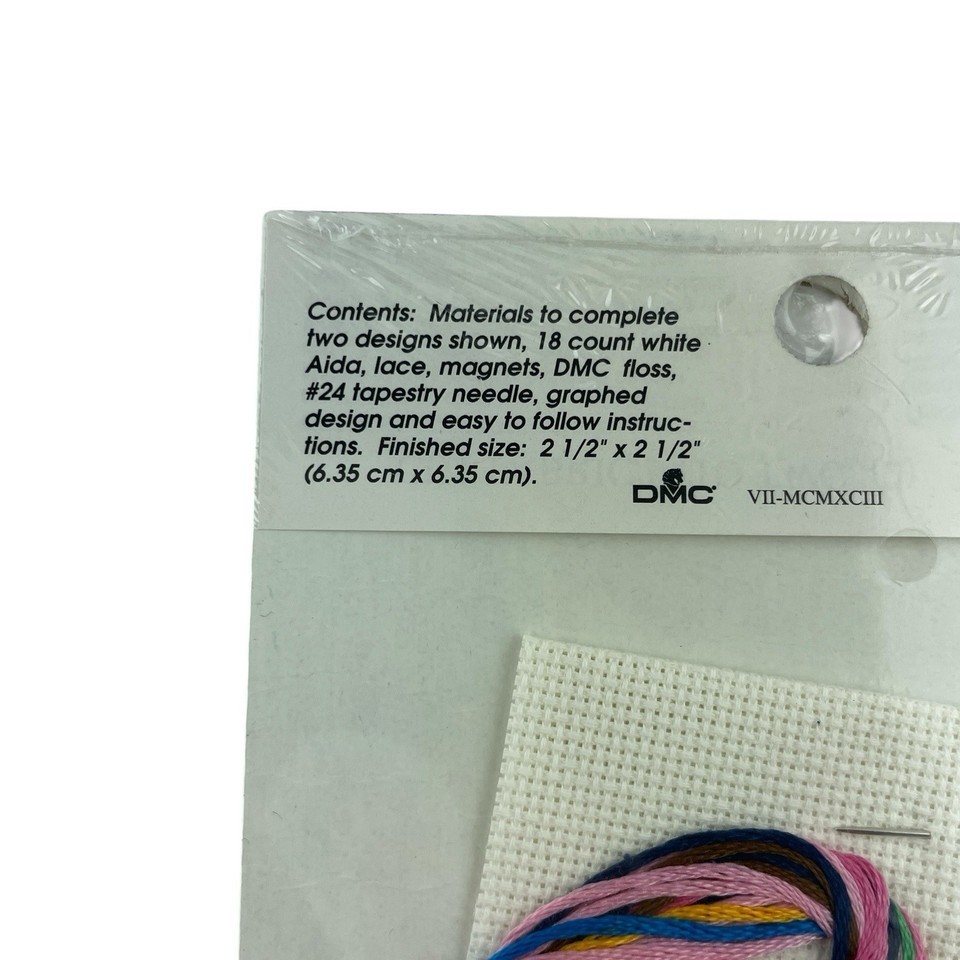 Contents: Materials to complete
two designs shown, 18 count white
Aida, lace, magnets, DMC floss,
#24 tapestry needle, graphed
design and easy to follow instruc-
tions. Finished size: 2 1/2" x 2 1/2"
(6.35 cm x 6.35 cm).
DMC VII-MCMXCIII